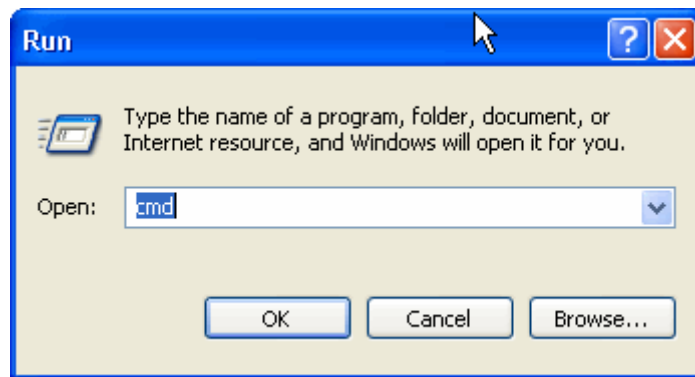 Run
Type the name of a program, folder, document, or
Internet resource, and Windows will open it for you.
Open: cmd
OK Cancel Browse...